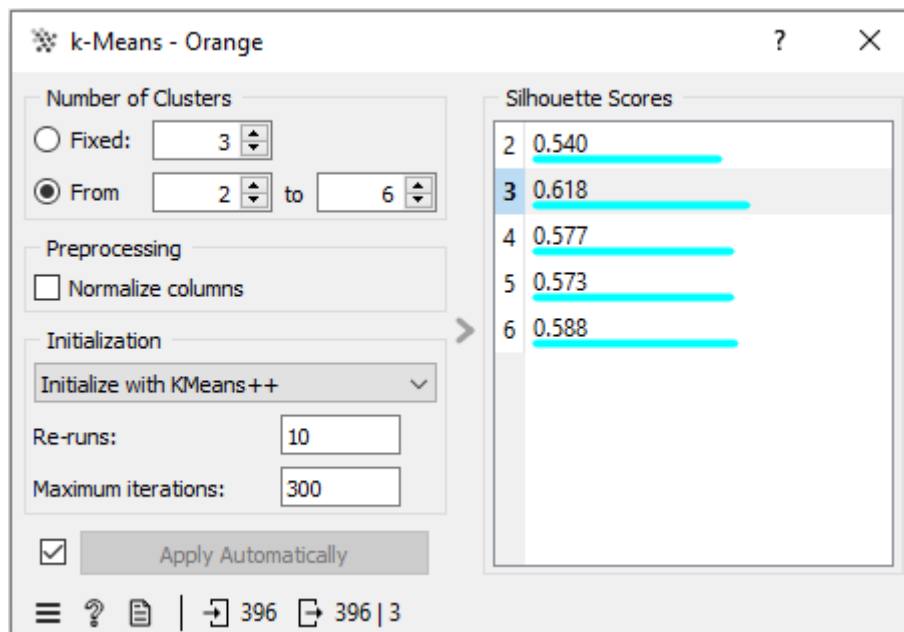 k-Means - Orange ? ×
Number of Clusters
Fixed: 3
From 2 to 6
Preprocessing
Normalize columns
Initialization
Initialize with KMeans++
Re-runs: 10
Maximum iterations: 300
Apply Automatically
Silhouette Scores
2 0.540
3 0.618
4 0.577
5 0.573
6 0.588
? 396 396 | 3